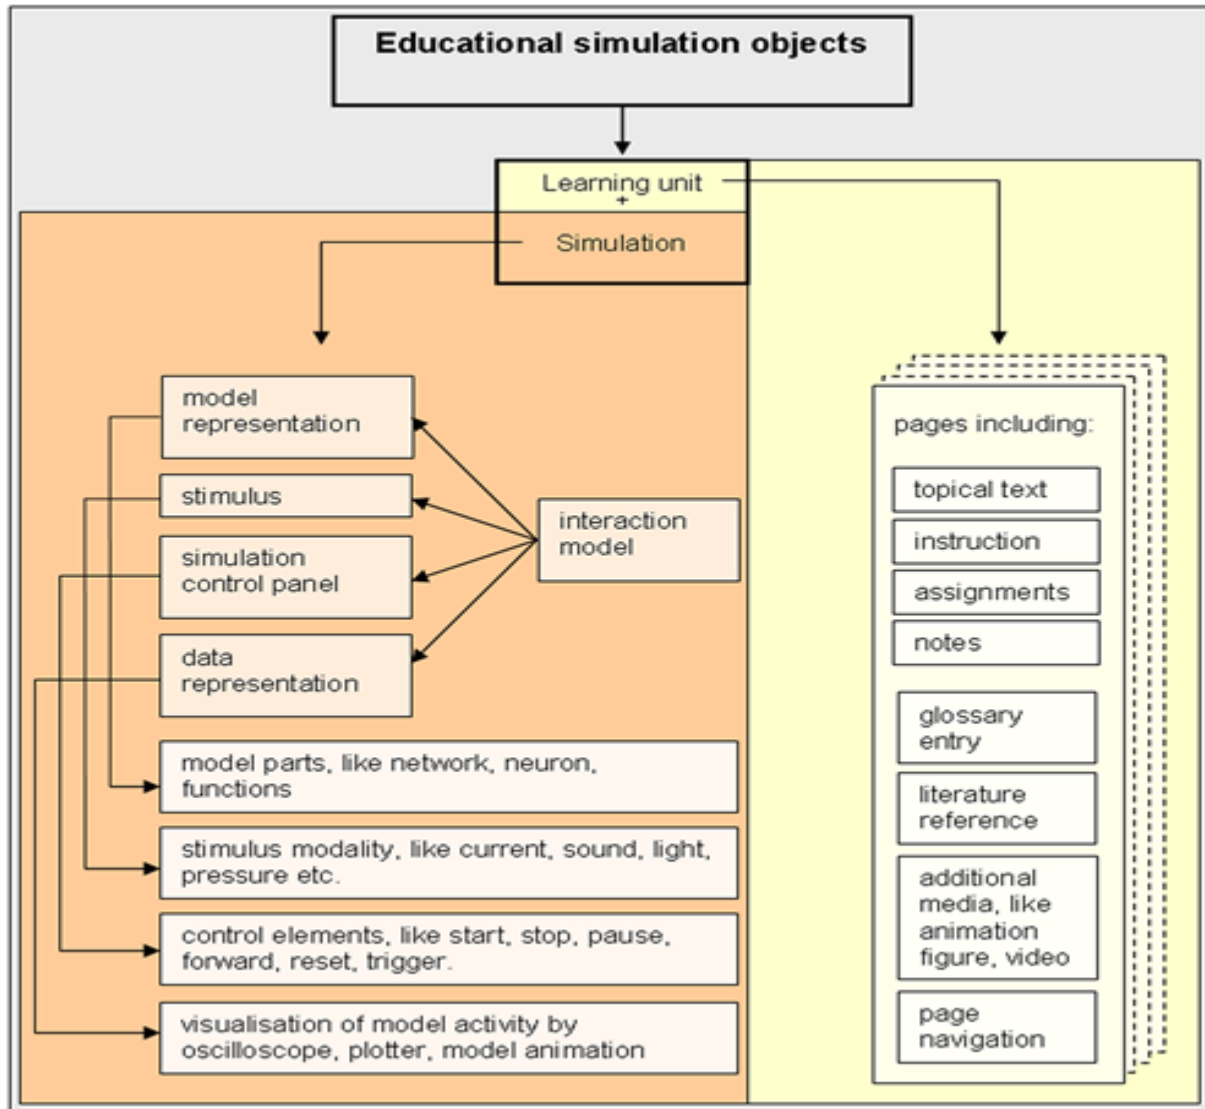 Educational simulation objects
Learning unit
+
Simulation
model
representation
stimulus
simulation
control panel
data
representation
interaction
model
model parts, like network, neuron,
functions
stimulus modality, like current, sound, light,
pressure etc.
control elements, like start, stop, pause,
forward, reset, trigger.
visualisation of model activity by
oscilloscope, plotter, model animation
pages including:
topical text
instruction
assignments
notes
glossary
entry
literature
reference
additional
media, like
animation
figure, video
page
navigation